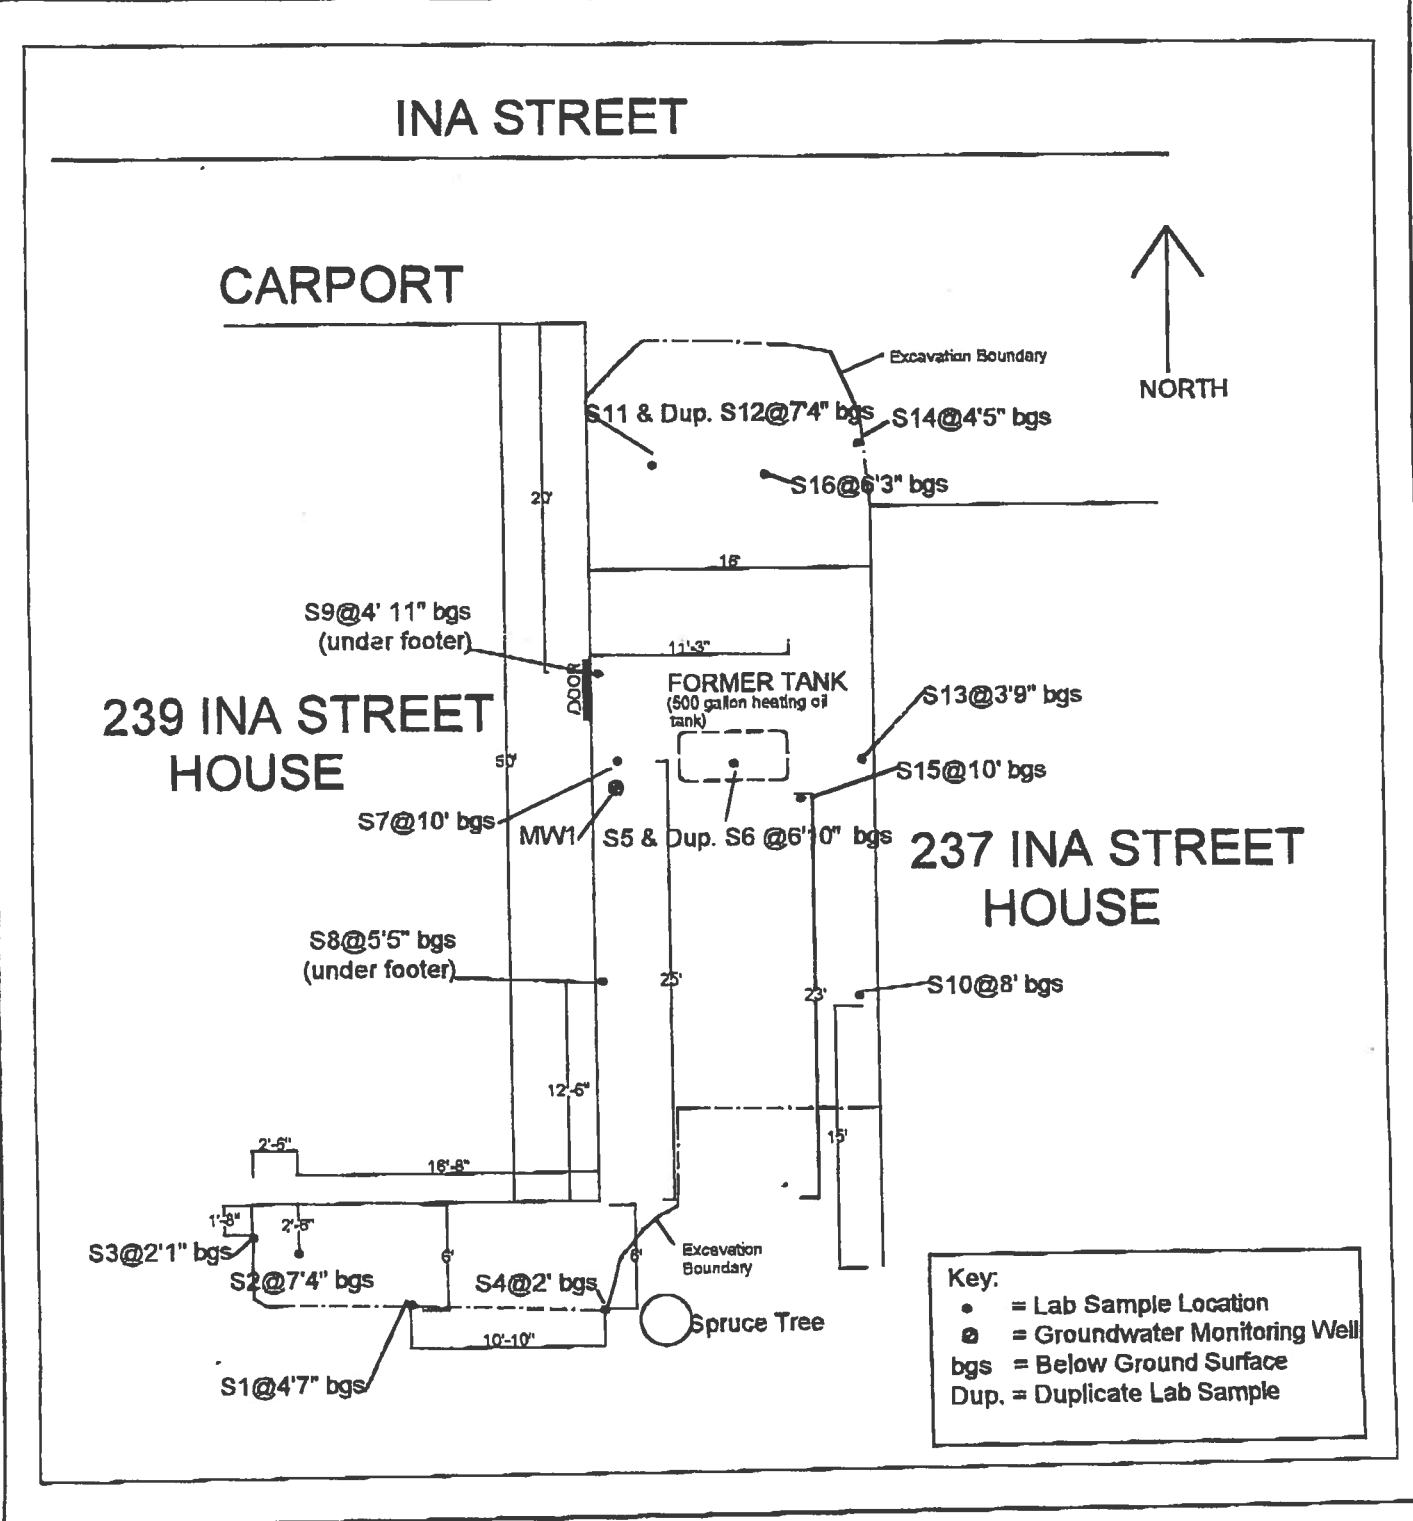 INA STREET
CARPORT
Excavation Boundary
NORTH
S11 & Dup. S12@7'4" bgs
S14@4'5" bgs
S16@6'3" bgs
20'
16'
S9@4' 11" bgs
(under footer)
11'-3"
DOOR
FORMER TANK
(500 gallon heating oil
tank)
S13@3'9" bgs
239 INA STREET
HOUSE
50'
S15@10' bgs
S7@10' bgs
MW1
S5 & Dup. S6 @6'10" bgs
237 INA STREET
HOUSE
S8@5'5" bgs
(under footer)
25'
23'
S10@8' bgs
12'-6"
15'
2'-6"
16'-8"
1'-8"
2'-8"
S3@2'1" bgs
6'
6'
Excavation
Boundary
S2@7'4" bgs
S4@2' bgs
Spruce Tree
10'-10"
S1@4'7" bgs
Key:
= Lab Sample Location
= Groundwater Monitoring Well
bgs = Below Ground Surface
Dup. = Duplicate Lab Sample